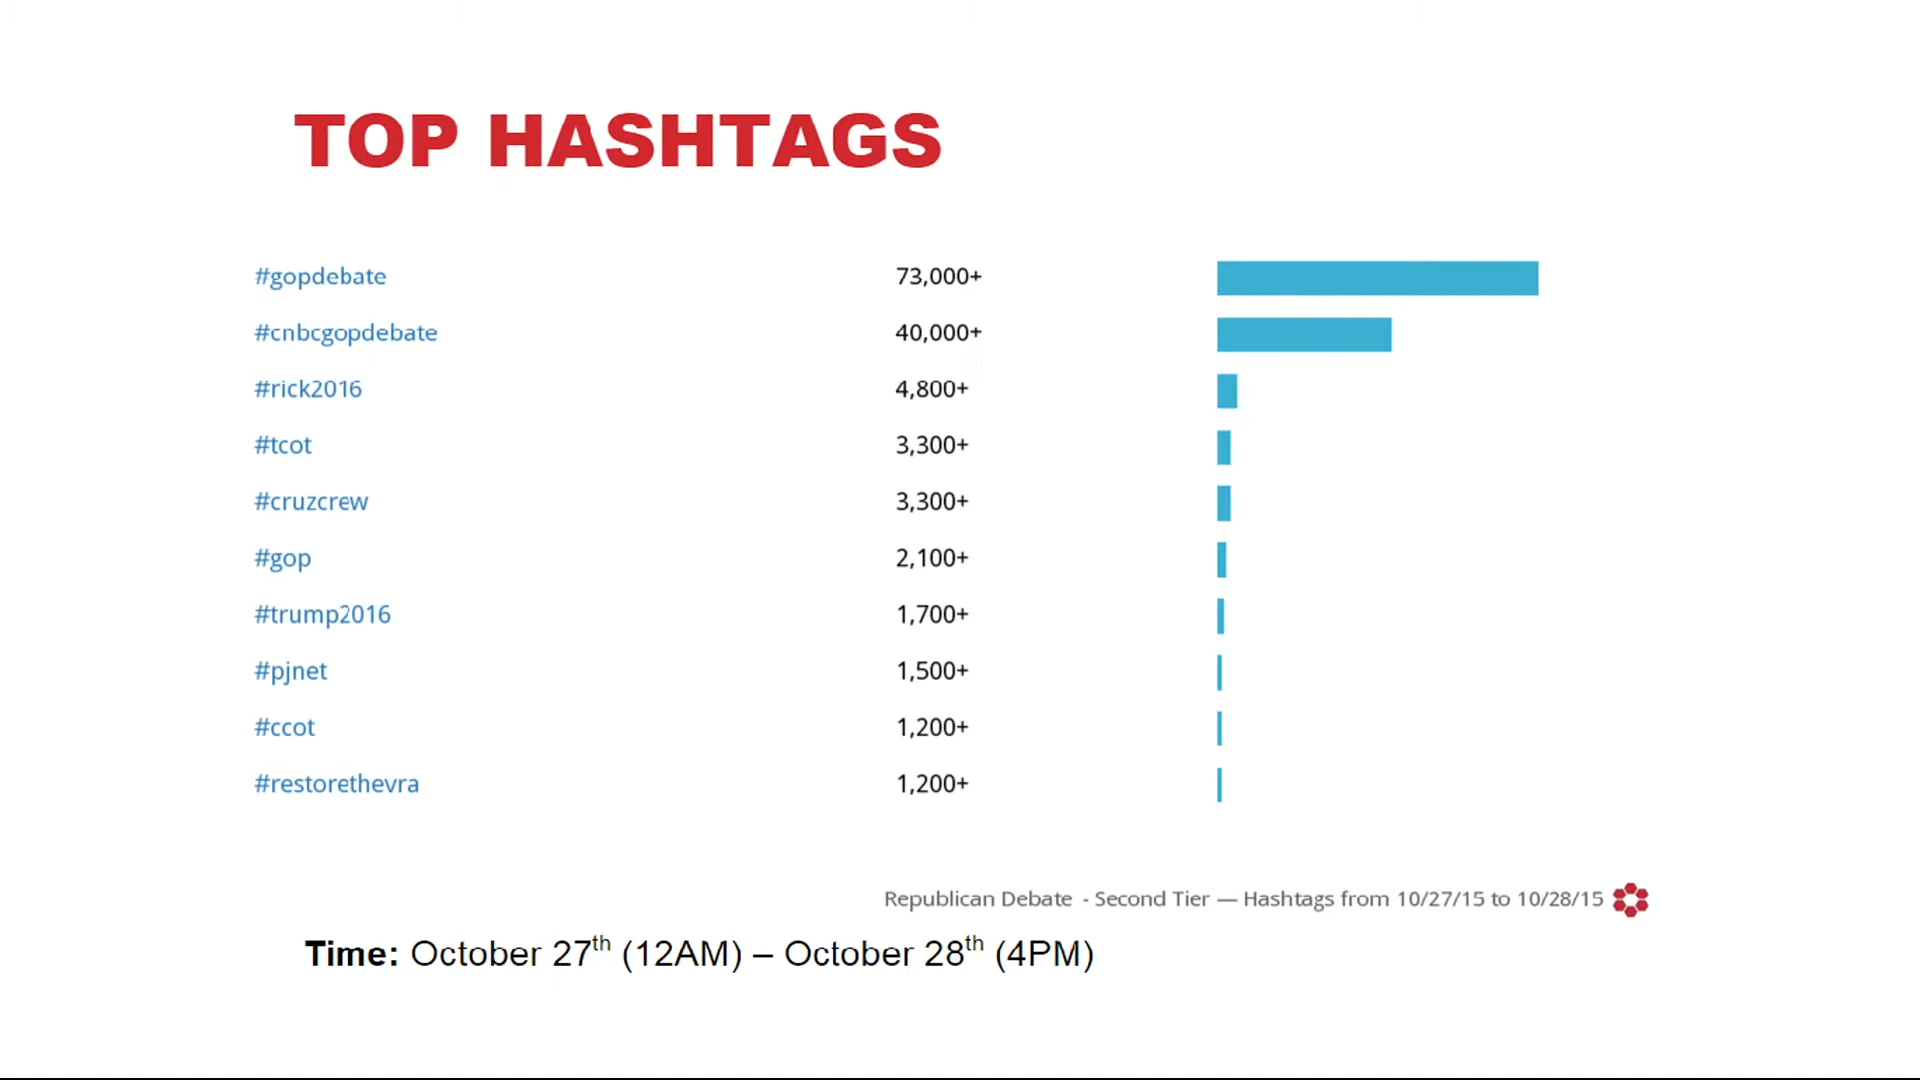 TOP HASHTAGS
#gopdebate 73,000+
#cnbcgopdebate 40,000+
#rick2016 4,800+
#tcot 3,300+
#cruzcrew 3,300+
#gop 2,100+
#trump2016 1,700+
#pjnet 1,500+
#ccot 1,200+
#restorethevra 1,200+
Republican Debate - Second Tier — Hashtags from 10/27/15 to 10/28/15
Time: October 27th (12AM) – October 28th (4PM)